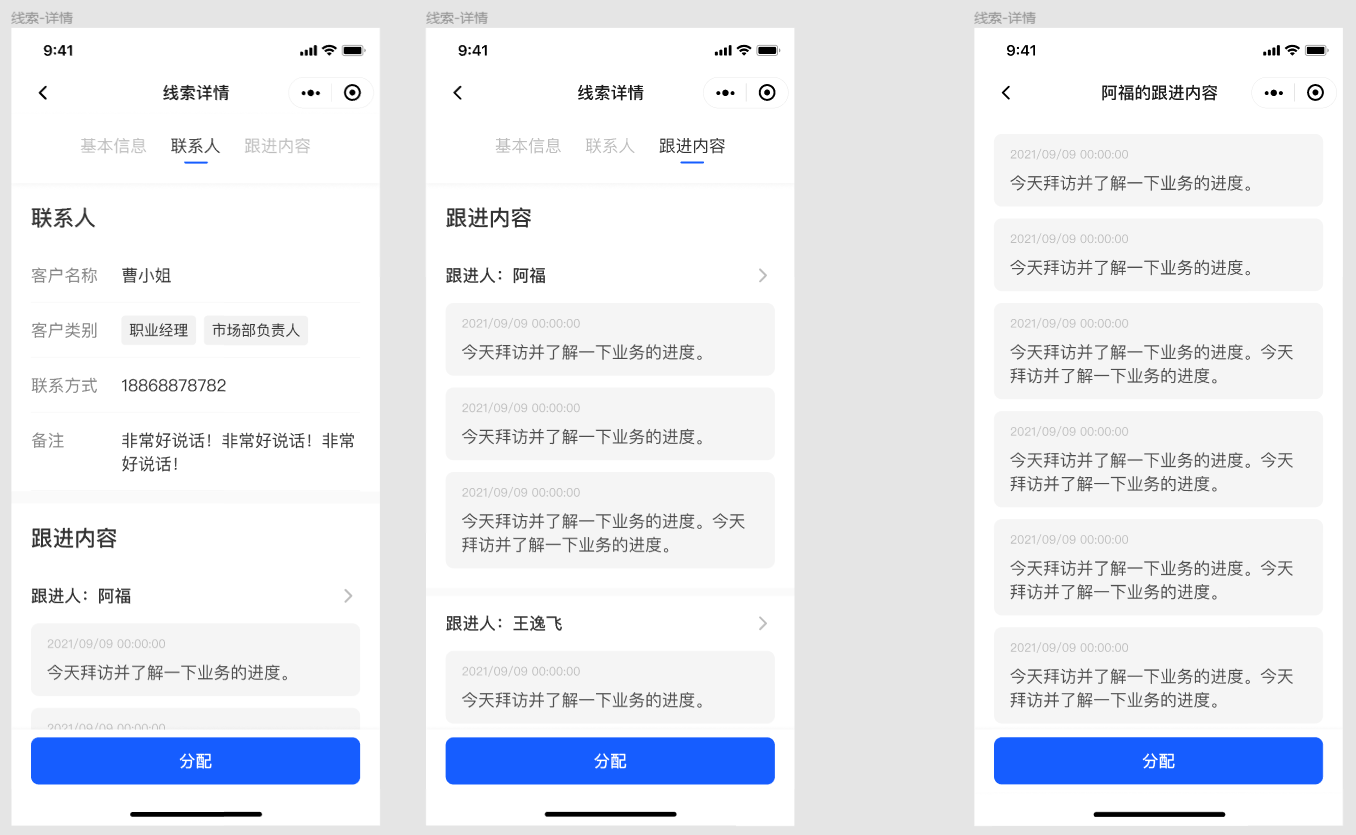 线索-详情
9:41
线索详情
基本信息 联系人 跟进内容
联系人
客户名称 曹小姐
客户类别 职业经理 市场部负责人
联系方式 18868878782
备注 非常好说话！非常好说话！非常
好说话！
跟进内容
跟进人：阿福
2021/09/09 00:00:00
今天拜访并了解一下业务的进度。
2021/09/09 00:00:00
分配
线索-详情
9:41
线索详情
基本信息 联系人 跟进内容
跟进内容
跟进人：阿福
2021/09/09 00:00:00
今天拜访并了解一下业务的进度。
2021/09/09 00:00:00
今天拜访并了解一下业务的进度。
2021/09/09 00:00:00
今天拜访并了解一下业务的进度。今天
拜访并了解一下业务的进度。
跟进人：王逸飞
2021/09/09 00:00:00
今天拜访并了解一下业务的进度。
分配
线索-详情
9:41
阿福的跟进内容
2021/09/09 00:00:00
今天拜访并了解一下业务的进度。
2021/09/09 00:00:00
今天拜访并了解一下业务的进度。
2021/09/09 00:00:00
今天拜访并了解一下业务的进度。今天
拜访并了解一下业务的进度。
2021/09/09 00:00:00
今天拜访并了解一下业务的进度。今天
拜访并了解一下业务的进度。
2021/09/09 00:00:00
今天拜访并了解一下业务的进度。今天
拜访并了解一下业务的进度。
2021/09/09 00:00:00
今天拜访并了解一下业务的进度。今天
拜访并了解一下业务的进度。
分配